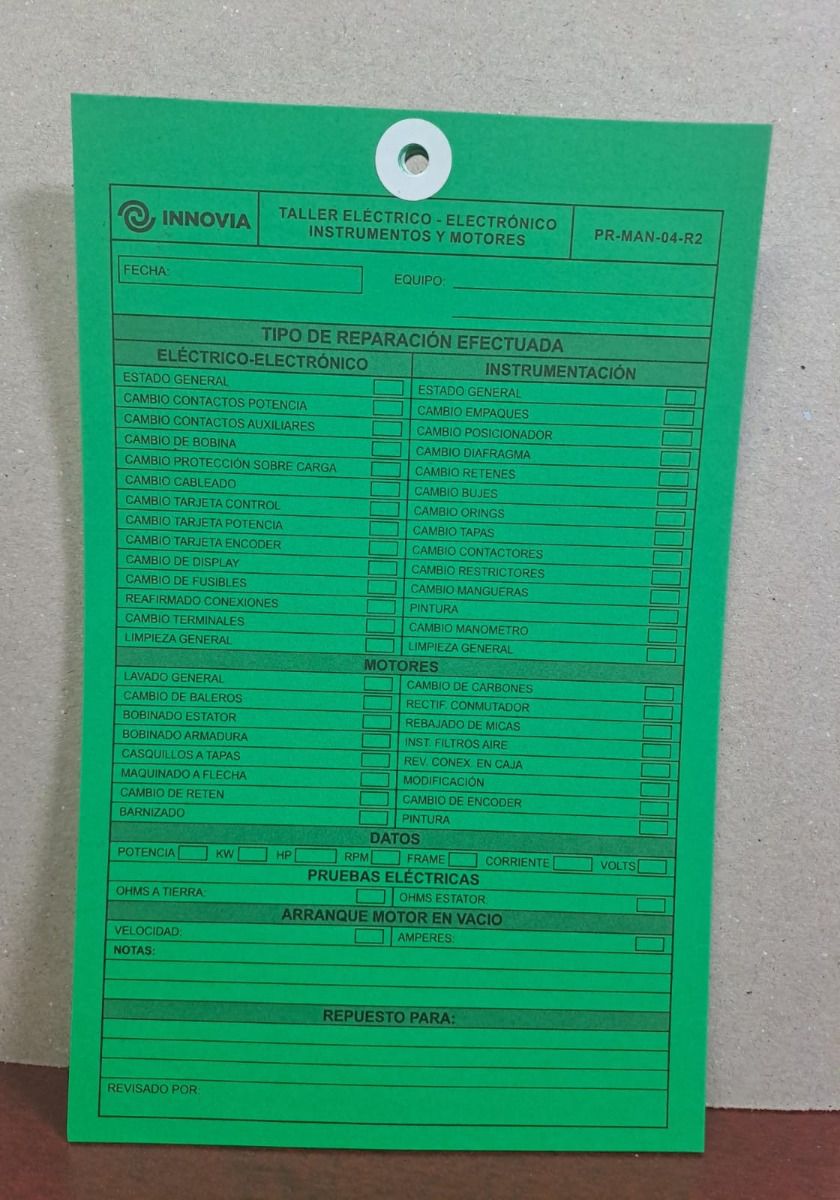 INNOVIA
TALLER ELÉCTRICO - ELECTRÓNICO
INSTRUMENTOS Y MOTORES
PR-MAN-04-R2
FECHA:
EQUIPO:
TIPO DE REPARACIÓN EFECTUADA
ELÉCTRICO-ELECTRÓNICO
ESTADO GENERAL
CAMBIO CONTACTOS POTENCIA
CAMBIO CONTACTOS AUXILIARES
CAMBIO DE BOBINA
CAMBIO PROTECCIÓN SOBRE CARGA
CAMBIO CABLEADO
CAMBIO TARJETA CONTROL
CAMBIO TARJETA POTENCIA
CAMBIO TARJETA ENCODER
CAMBIO DE DISPLAY
CAMBIO DE FUSIBLES
REAFIRMADO CONEXIONES
CAMBIO TERMINALES
LIMPIEZA GENERAL
INSTRUMENTACIÓN
ESTADO GENERAL
CAMBIO EMPAQUES
CAMBIO POSICIONADOR
CAMBIO DIAFRAGMA
CAMBIO RETENES
CAMBIO BUJES
CAMBIO ORINGS
CAMBIO TAPAS
CAMBIO CONTACTORES
CAMBIO RESTRICTORES
CAMBIO MANGUERAS
PINTURA
CAMBIO MANOMETRO
LIMPIEZA GENERAL
MOTORES
LAVADO GENERAL
CAMBIO DE BALEROS
BOBINADO ESTATOR
BOBINADO ARMADURA
CASQUILLOS A TAPAS
MAQUINADO A FLECHA
CAMBIO DE RETEN
BARNIZADO
CAMBIO DE CARBONES
RECTIF. CONMUTADOR
REBAJADO DE MICAS
INST. FILTROS AIRE
REV. CONEX. EN CAJA
MODIFICACIÓN
CAMBIO DE ENCODER
PINTURA
DATOS
POTENCIA KW HP RPM FRAME CORRIENTE VOLTS
PRUEBAS ELÉCTRICAS
OHMS A TIERRA: OHMS ESTATOR
ARRANQUE MOTOR EN VACIO
VELOCIDAD: AMPERES:
NOTAS:
REPUESTO PARA:
REVISADO POR: